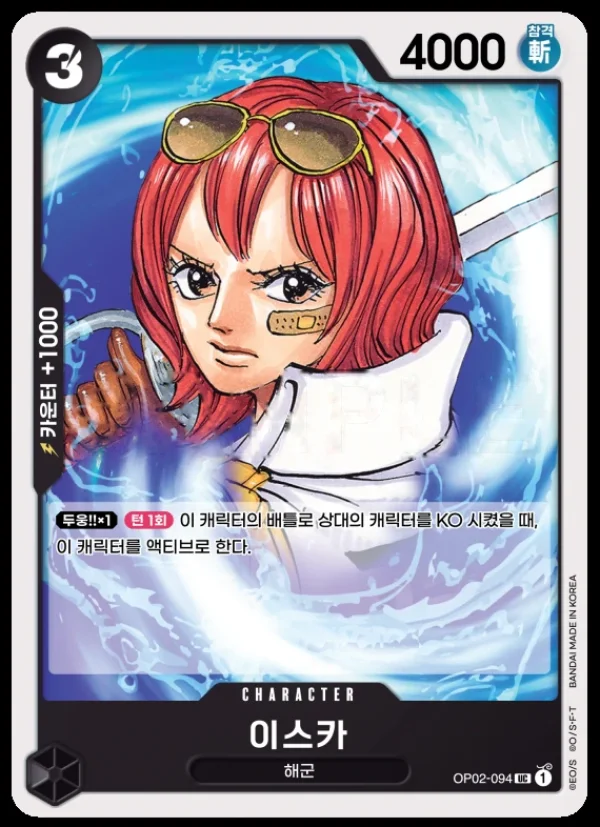 3
4000
참격
斬
카운터 +1000
두웅!!×1 턴 1회 이 캐릭터의 배틀로 상대의 캐릭터를 KO 시켰을 때,
이 캐릭터를 액티브로 한다.
CHARACTER
이스카
해군
OP02-094 UC 1
©E.O/S ©O/S·F·T BANDAI MADE IN KOREA